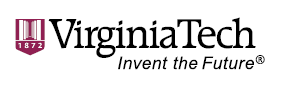 1872
VirginiaTech
Invent the Future®